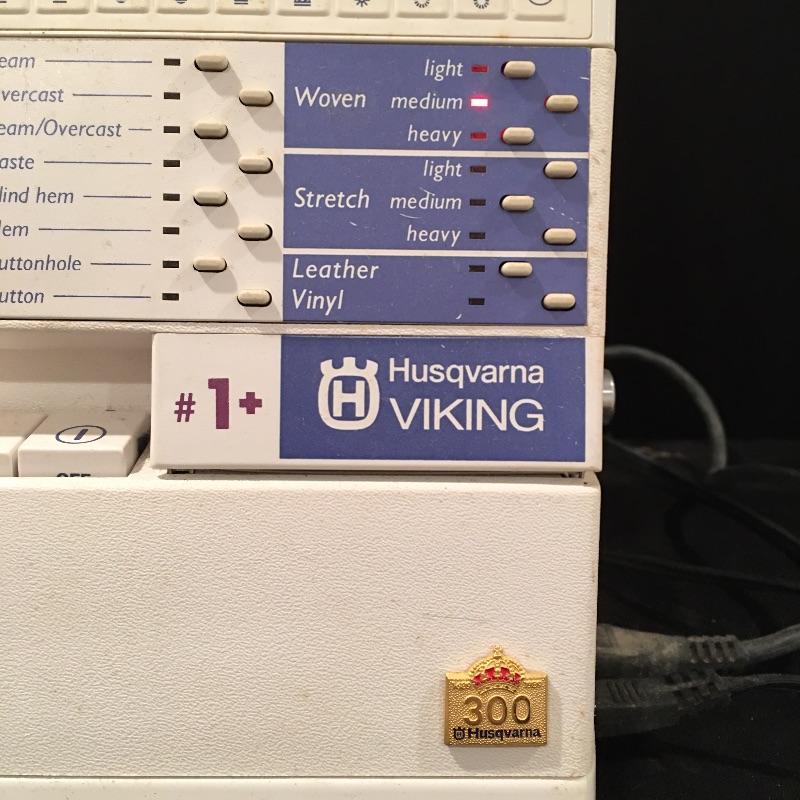 eam
vercast
eam/Overcast
aste
lind hem
lem
uttonhole
utton
Woven
light
medium
heavy
Stretch
light
medium
heavy
Leather
Vinyl
#1+
H
Husqvarna
VIKING
300
Husqvarna